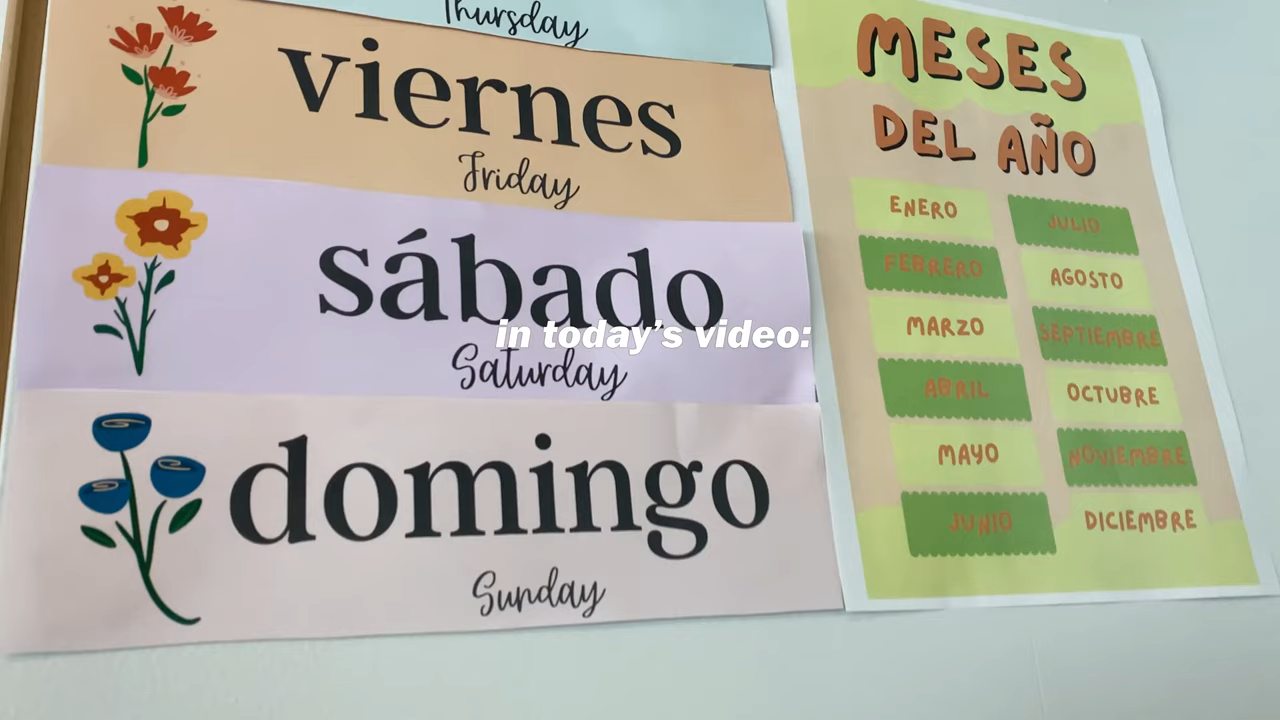 Thursday
viernes
Friday
sábado
in today's video:
Saturday
domingo
Sunday
MESES
DEL AÑO
ENERO
FEBRERO
MARZO
ABRIL
MAYO
JUNIO
JULIO
AGOSTO
SEPTIEMBRE
OCTUBRE
NOVIEMBRE
DICIEMBRE